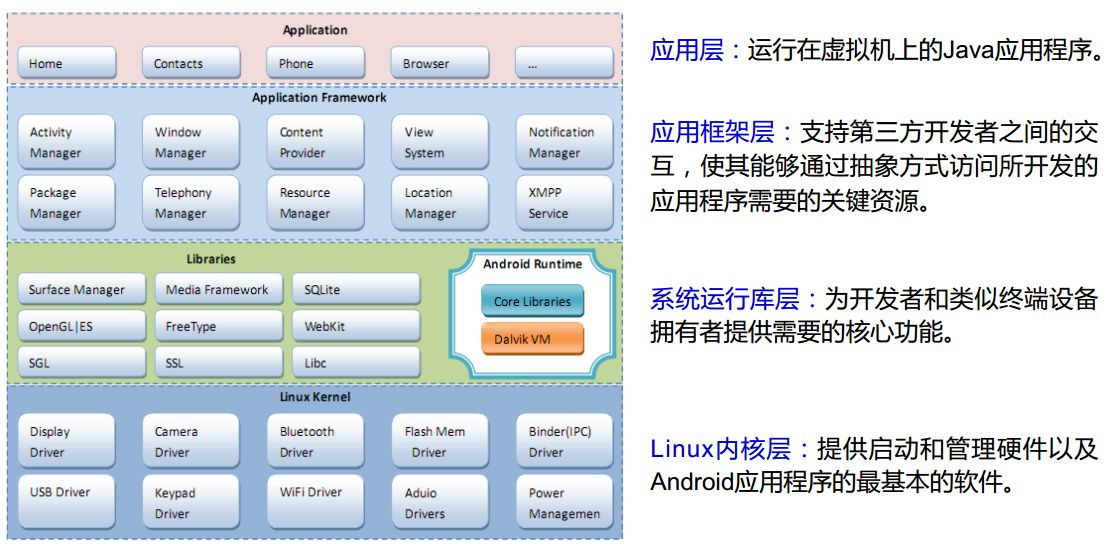 Application
Home
Contacts
Phone
Browser
...
Application Framework
Activity
Manager
Window
Manager
Content
Provider
View
System
Notification
Manager
Package
Manager
Telephony
Manager
Resource
Manager
Location
Manager
XMPP
Service
Libraries
Surface Manager
Media Framework
SQLite
OpenGL|ES
FreeType
WebKit
SGL
SSL
Libc
Android Runtime
Core Libraries
Dalvik VM
Linux Kernel
Display
Driver
Camera
Driver
Bluetooth
Driver
Flash Mem
Driver
Binder(IPC)
Driver
USB Driver
Keypad
Driver
WiFi Driver
Aduio
Drivers
Power
Managemen
应用层：运行在虚拟机上的Java应用程序。
应用框架层：支持第三方开发者之间的交
互，使其能够通过抽象方式访问所开发的
应用程序需要的关键资源。
系统运行库层：为开发者和类似终端设备
拥有者提供需要的核心功能。
Linux内核层：提供启动和管理硬件以及
Android应用程序的最基本的软件。